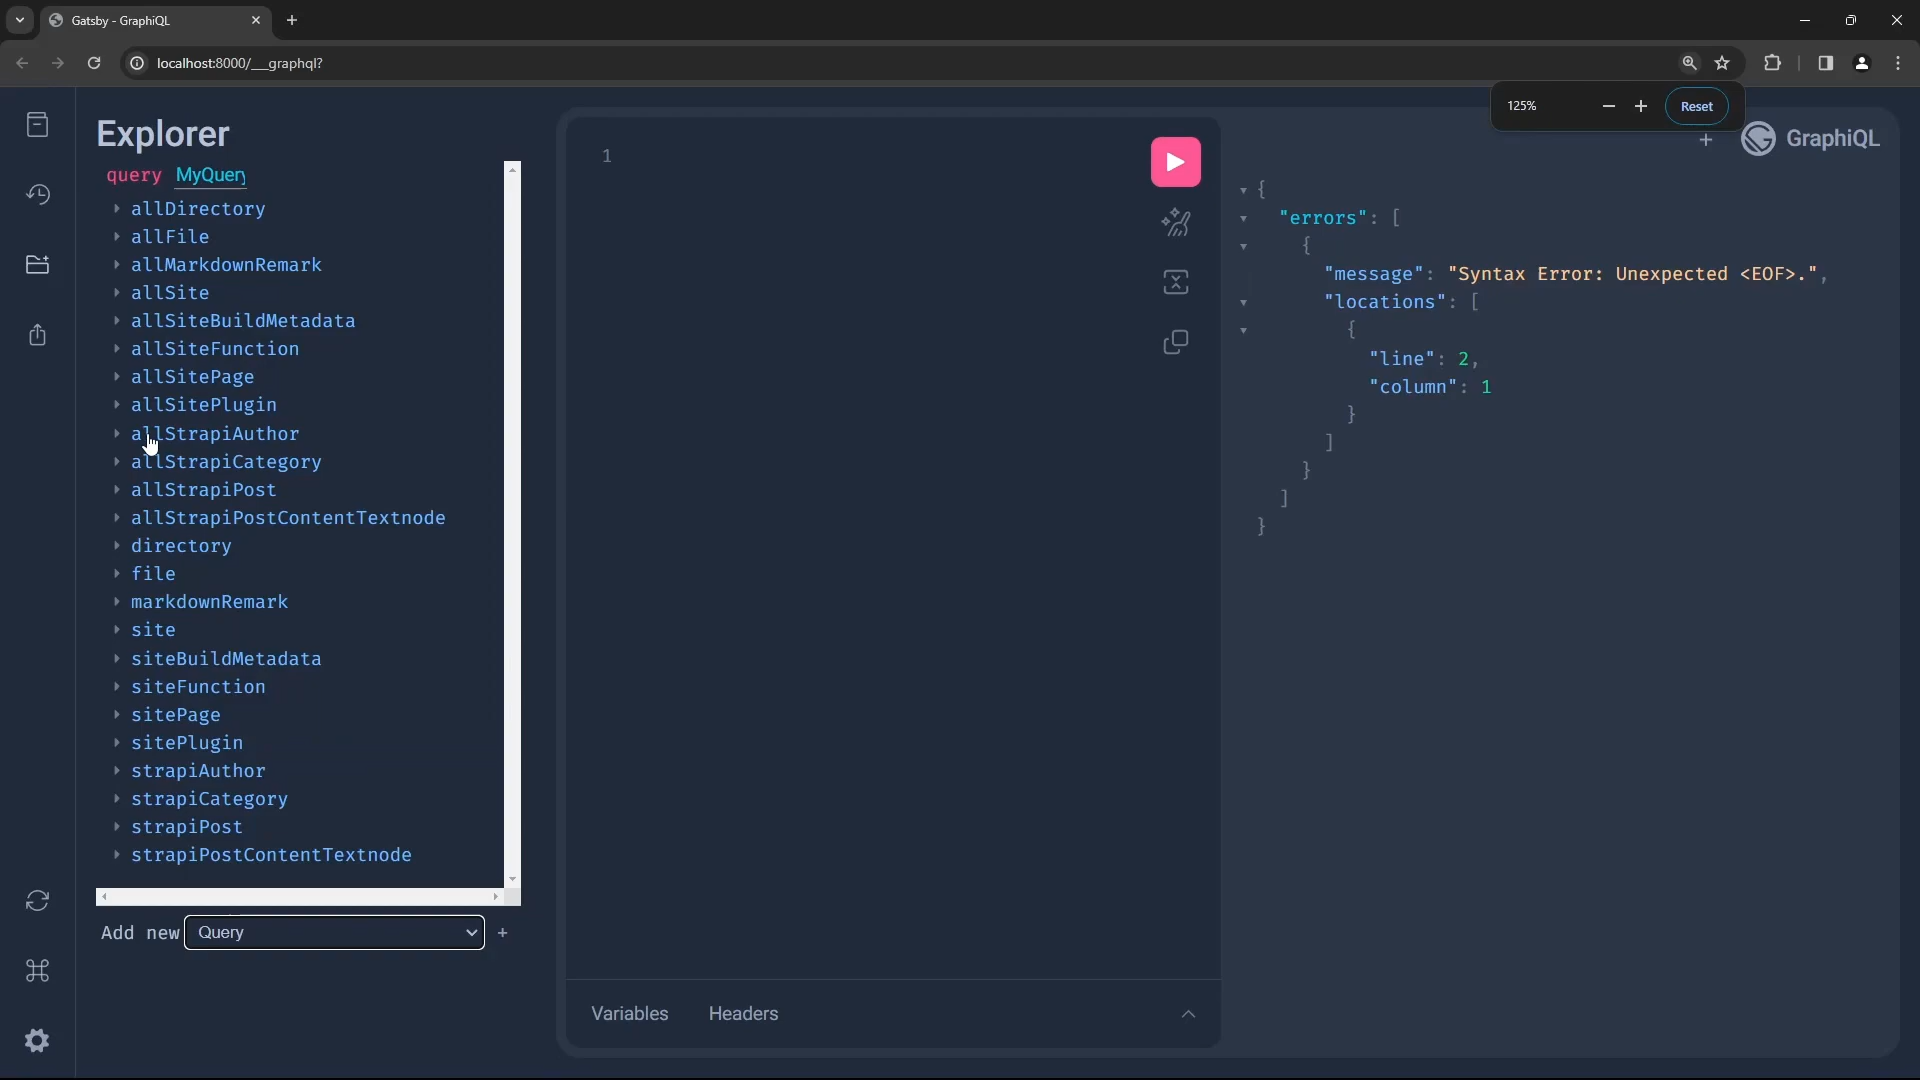 Gatsby - GraphiQL
localhost:8000/___graphql?
125%
Reset
Explorer
query MyQuery
allDirectory
allFile
allMarkdownRemark
allSite
allSiteBuildMetadata
allSiteFunction
allSitePage
allSitePlugin
allStrapiAuthor
allStrapiCategory
allStrapiPost
allStrapiPostContentTextnode
directory
file
markdownRemark
site
siteBuildMetadata
siteFunction
sitePage
sitePlugin
strapiAuthor
strapiCategory
strapiPost
strapiPostContentTextnode
Add new Query +
1
Variables Headers
+ GraphiQL
{
"errors": [
{
"message": "Syntax Error: Unexpected <EOF>.",
"locations": [
{
"line": 2,
"column": 1
}
]
}
]
}